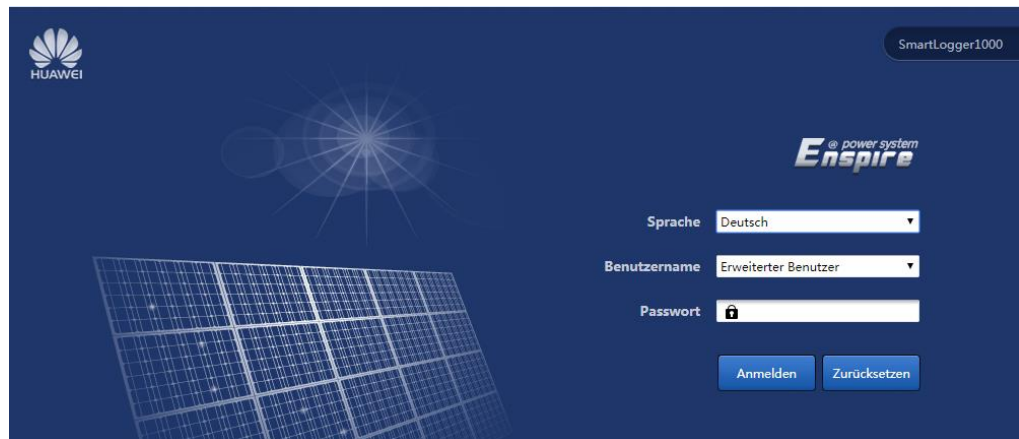 HUAWEI
SmartLogger1000
@ power system
Enspire
Sprache
Deutsch
Benutzername
Erweiterter Benutzer
Passwort
Anmelden
Zurücksetzen